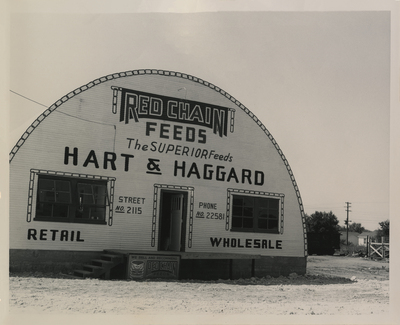 RED CHAIN
FEEDS
The SUPERIOR Feeds
HART & HAGGARD
STREET
NO. 2115
PHONE
NO. 22581
RETAIL
WHOLESALE